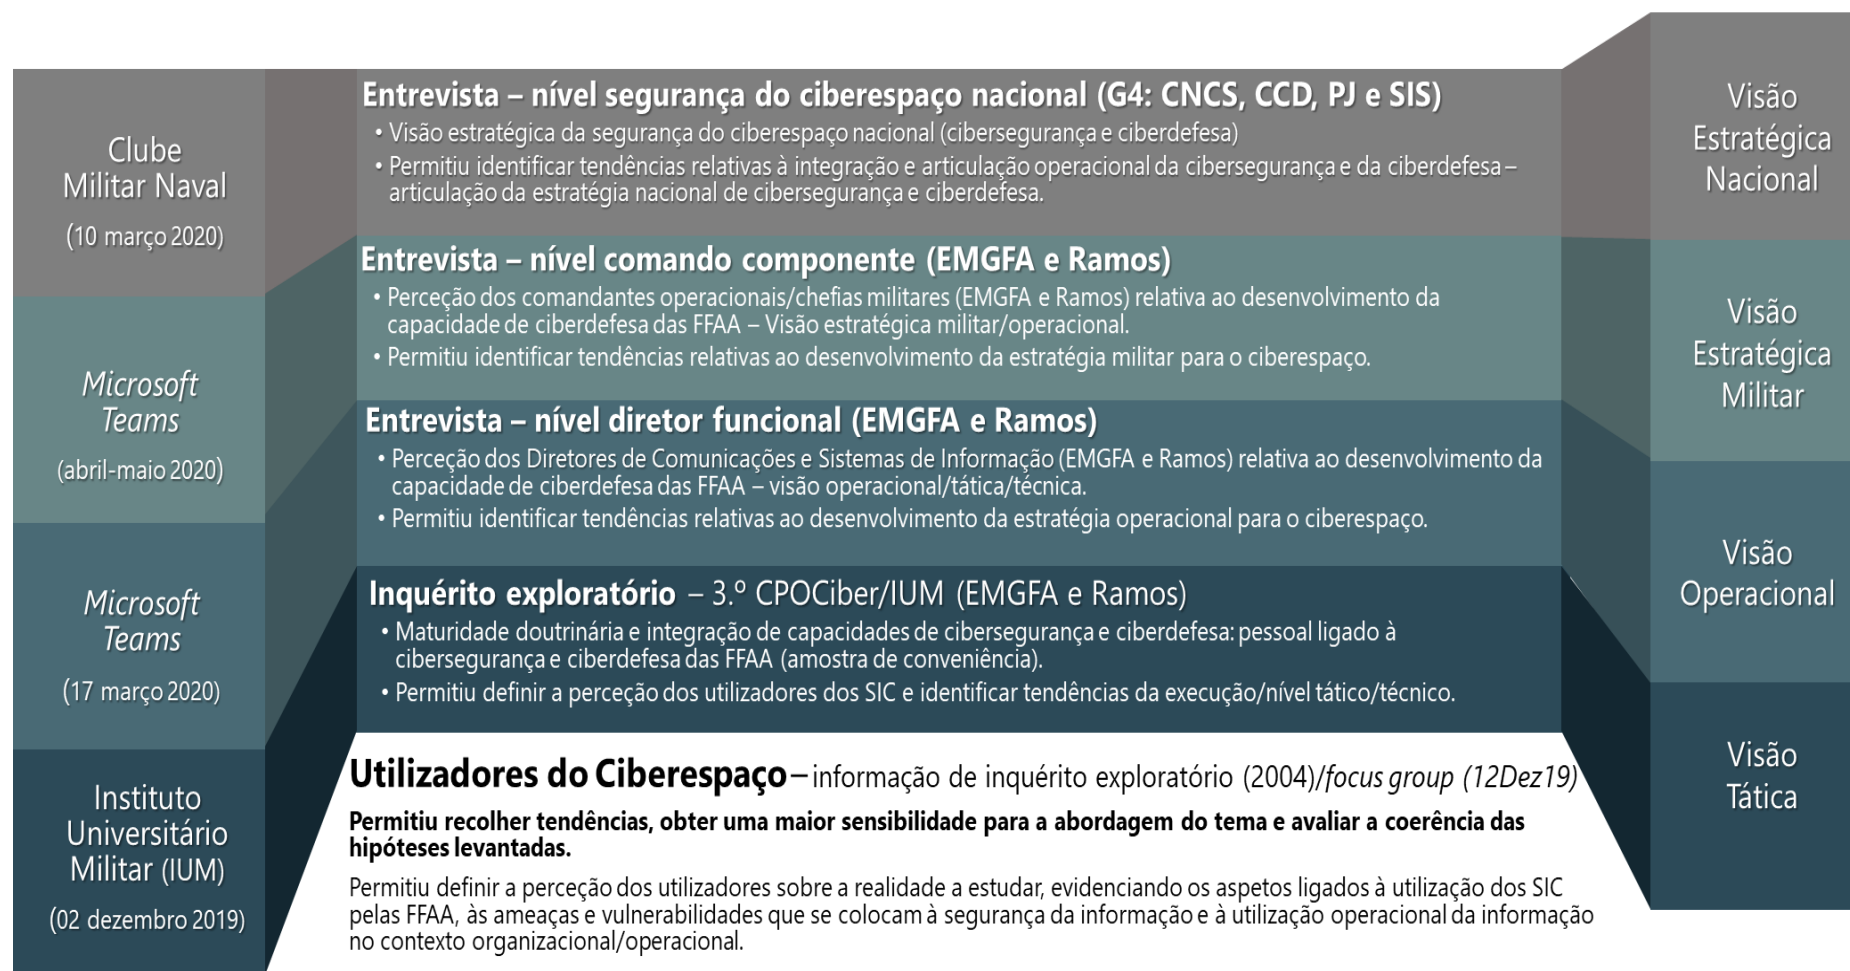 Clube
Militar Naval
(10 março 2020)
Entrevista – nível segurança do ciberespaço nacional (G4: CNCS, CCD, PJ e SIS)
• Visão estratégica da segurança do ciberespaço nacional (cibersegurança e ciberdefesa)
• Permitiu identificar tendências relativas à integração e articulação operacional da cibersegurança e da ciberdefesa –
articulação da estratégia nacional de cibersegurança e ciberdefesa.
Visão
Estratégica
Nacional
Microsoft
Teams
(abril-maio 2020)
Entrevista – nível comando componente (EMGFA e Ramos)
• Perceção dos comandantes operacionais/chefias militares (EMGFA e Ramos) relativa ao desenvolvimento da
capacidade de ciberdefesa das FFAA – Visão estratégica militar/operacional.
• Permitiu identificar tendências relativas ao desenvolvimento da estratégia militar para o ciberespaço.
Visão
Estratégica
Militar
Microsoft
Teams
(17 março 2020)
Entrevista – nível diretor funcional (EMGFA e Ramos)
• Perceção dos Diretores de Comunicações e Sistemas de Informação (EMGFA e Ramos) relativa ao desenvolvimento da
capacidade de ciberdefesa das FFAA – visão operacional/tática/técnica.
• Permitiu identificar tendências relativas ao desenvolvimento da estratégia operacional para o ciberespaço.
Visão
Operacional
Instituto
Universitário
Militar (IUM)
(02 dezembro 2019)
Inquérito exploratório – 3.º CPOCiber/IUM (EMGFA e Ramos)
• Maturidade doutrinária e integração de capacidades de cibersegurança e ciberdefesa: pessoal ligado à
cibersegurança e ciberdefesa das FFAA (amostra de conveniência).
• Permitiu definir a perceção dos utilizadores dos SIC e identificar tendências da execução/nível tático/técnico.
Visão
Tática
Utilizadores do Ciberespaço – informação de inquérito exploratório (2004)/focus group (12Dez19)
Permitiu recolher tendências, obter uma maior sensibilidade para a abordagem do tema e avaliar a coerência das
hipóteses levantadas.
Permitiu definir a perceção dos utilizadores sobre a realidade a estudar, evidenciando os aspetos ligados à utilização dos SIC
pelas FFAA, às ameaças e vulnerabilidades que se colocam à segurança da informação e à utilização operacional da informação
no contexto organizacional/operacional.